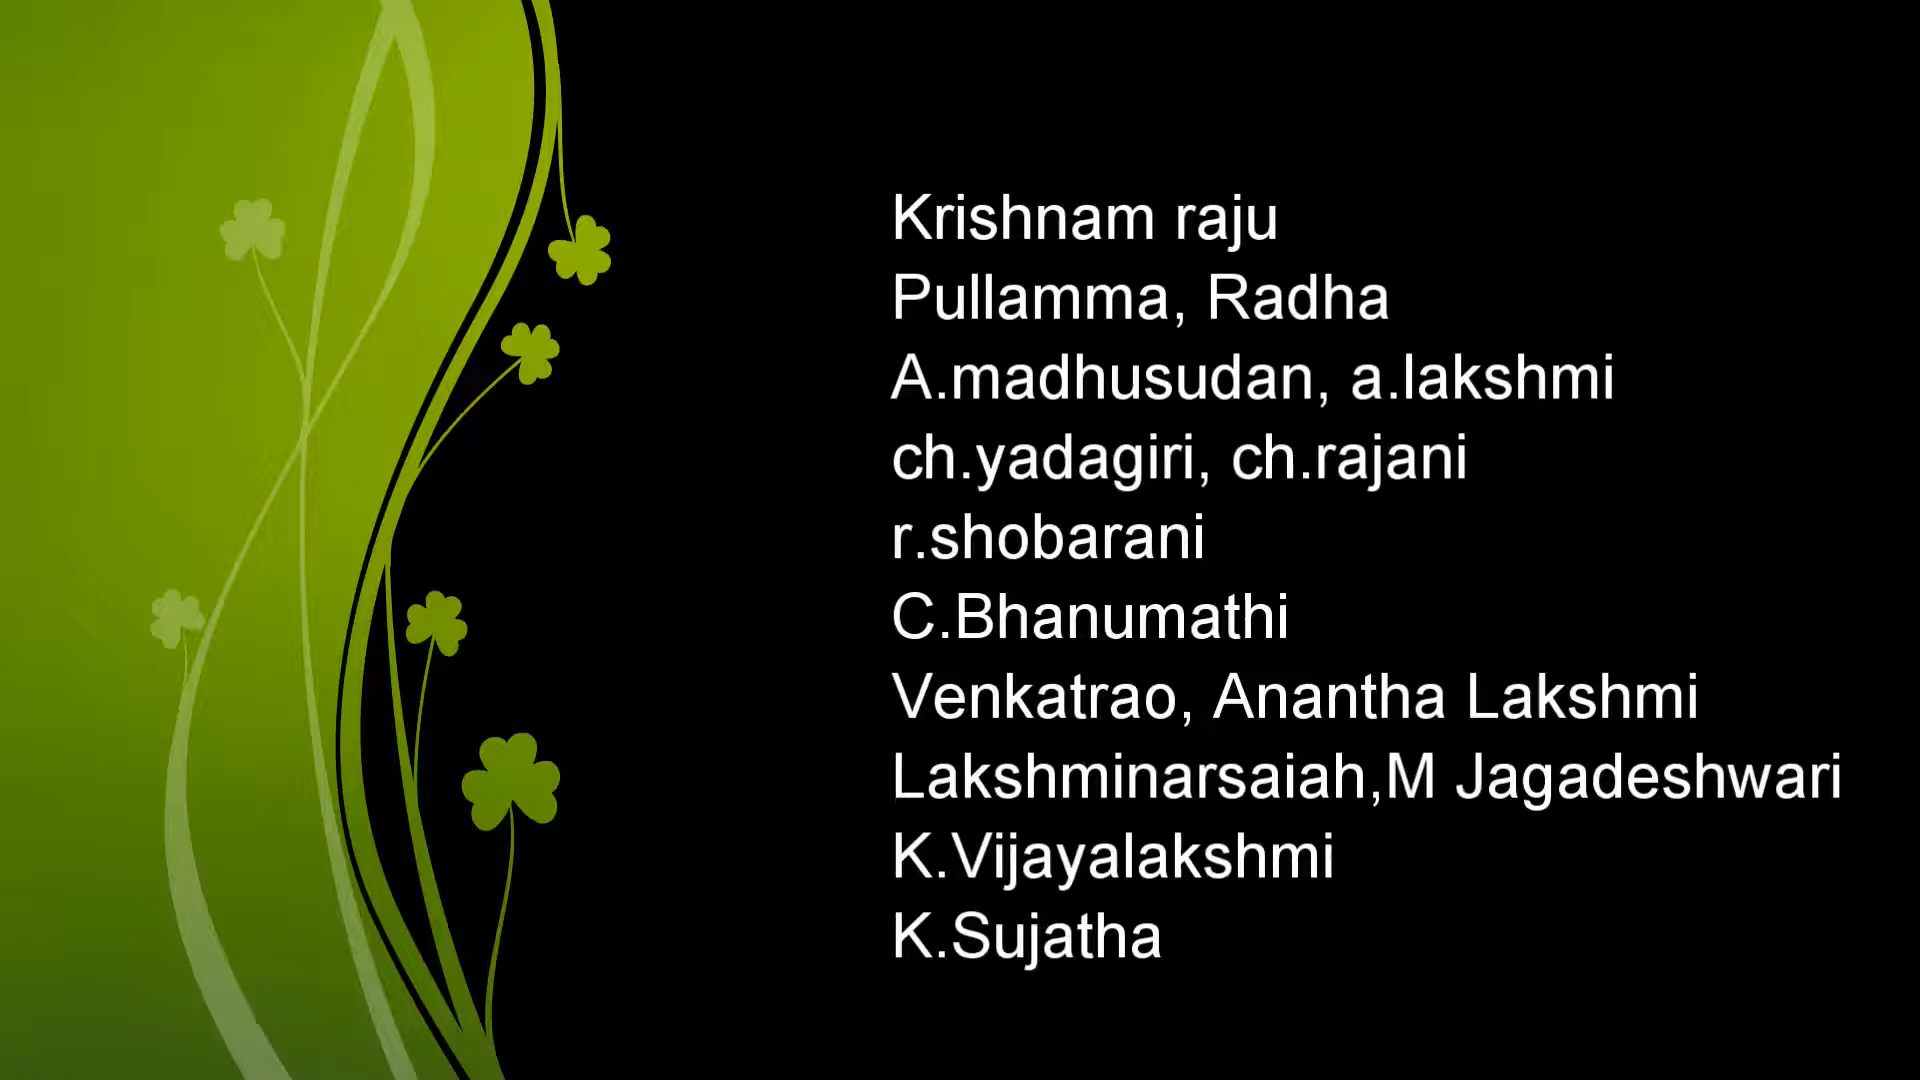 Krishnam raju
Pullamma, Radha
A.madhusudan, a.lakshmi
ch.yadagiri, ch.rajani
r.shobarani
C.Bhanumathi
Venkatrao, Anantha Lakshmi
Lakshminarsaiah,M Jagadeshwari
K.Vijayalakshmi
K.Sujatha